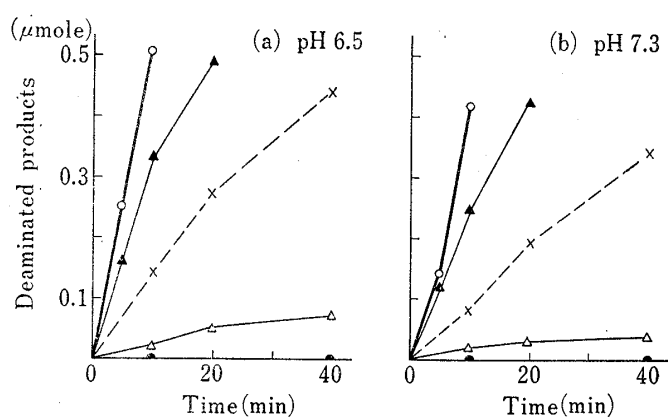 (μmole)
(a) pH 6.5
(b) pH 7.3
0.5
0.3
0.1
Deaminated products
0 20 40
0 20 40
Time(min)
Time(min)